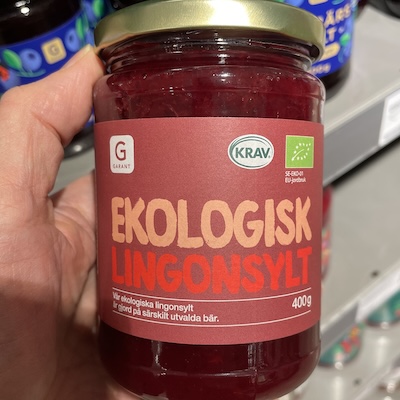 G
GARANT
KRAV
SE-EKO-01
EU-jordbruk
EKOLOGISK
LINGONSYLT
Vår ekologiska lingonsylt
är gjord på särskilt utvalda bär.
400g